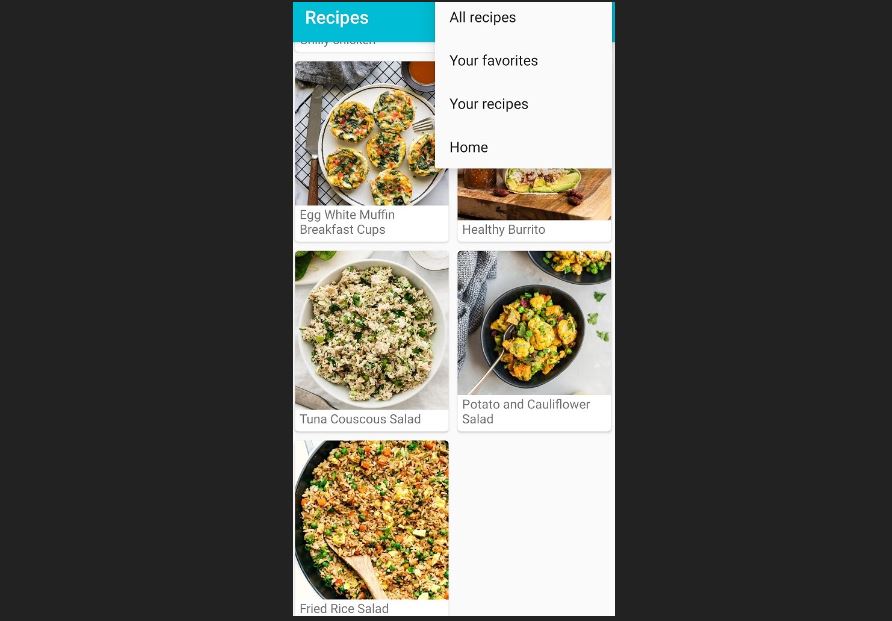 Recipes
All recipes
Your favorites
Your recipes
Home
Chilly chicken
Egg White Muffin
Breakfast Cups
Healthy Burrito
Tuna Couscous Salad
Potato and Cauliflower
Salad
Fried Rice Salad